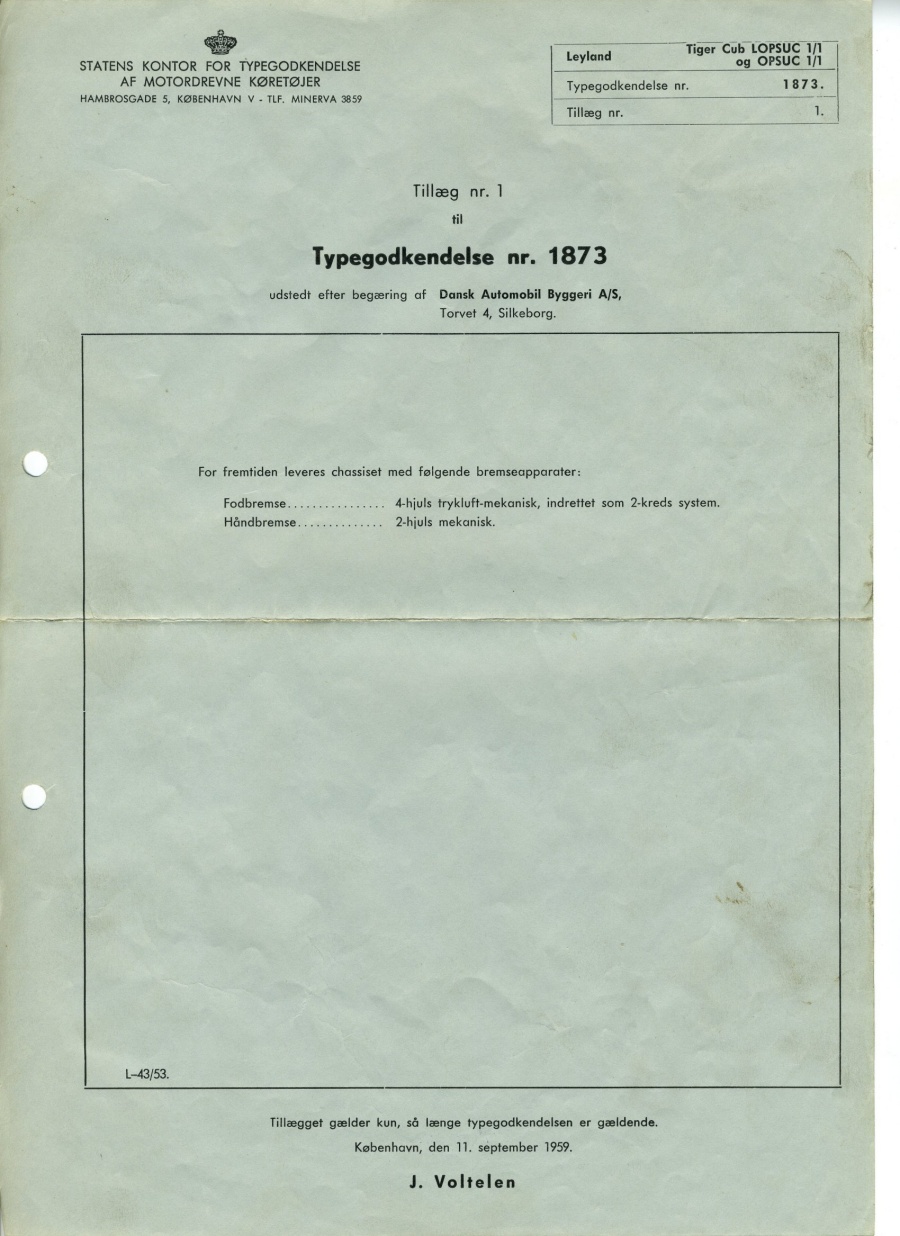 STATENS KONTOR FOR TYPEGODKENDELSE
AF MOTORDREVNE KØRETØJER
HAMBROSGADE 5, KØBENHAVN V - TLF. MINERVA 3859
Leyland Tiger Cub LOPSUC 1/1
og OPSUC 1/1
Typegodkendelse nr. 1873.
Tillæg nr. 1.
Tillæg nr. 1
til
Typegodkendelse nr. 1873
udstedt efter begæring af Dansk Automobil Byggeri A/S,
Torvet 4, Silkeborg.
For fremtiden leveres chassiset med følgende bremseapparater:
Fodbremse................ 4-hjuls trykluft-mekanisk, indrettet som 2-kreds system.
Håndbremse.............. 2-hjuls mekanisk.
L-43/53.
Tillægget gælder kun, så længe typegodkendelsen er gældende.
København, den 11. september 1959.
J. Voltelen